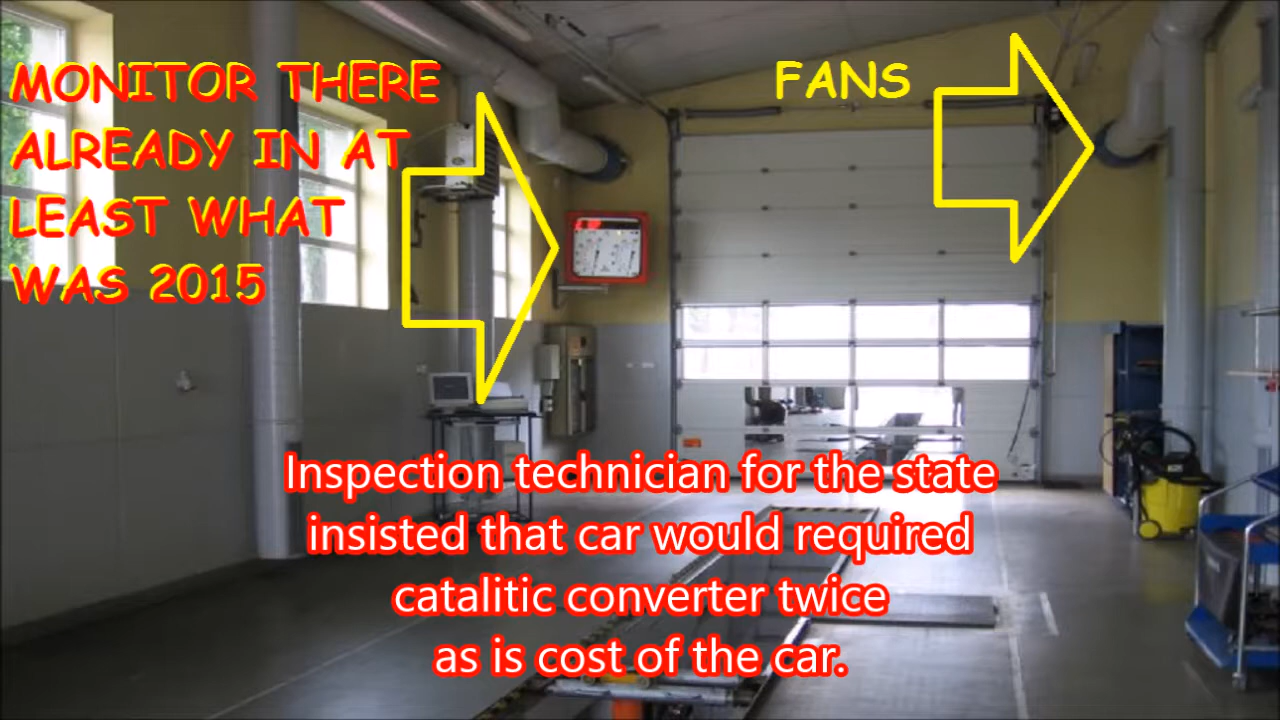 MONITOR THERE
ALREADY IN AT
LEAST WHAT
WAS 2015
FANS
Inspection technician for the state
insisted that car would required
catalitic converter twice
as is cost of the car.